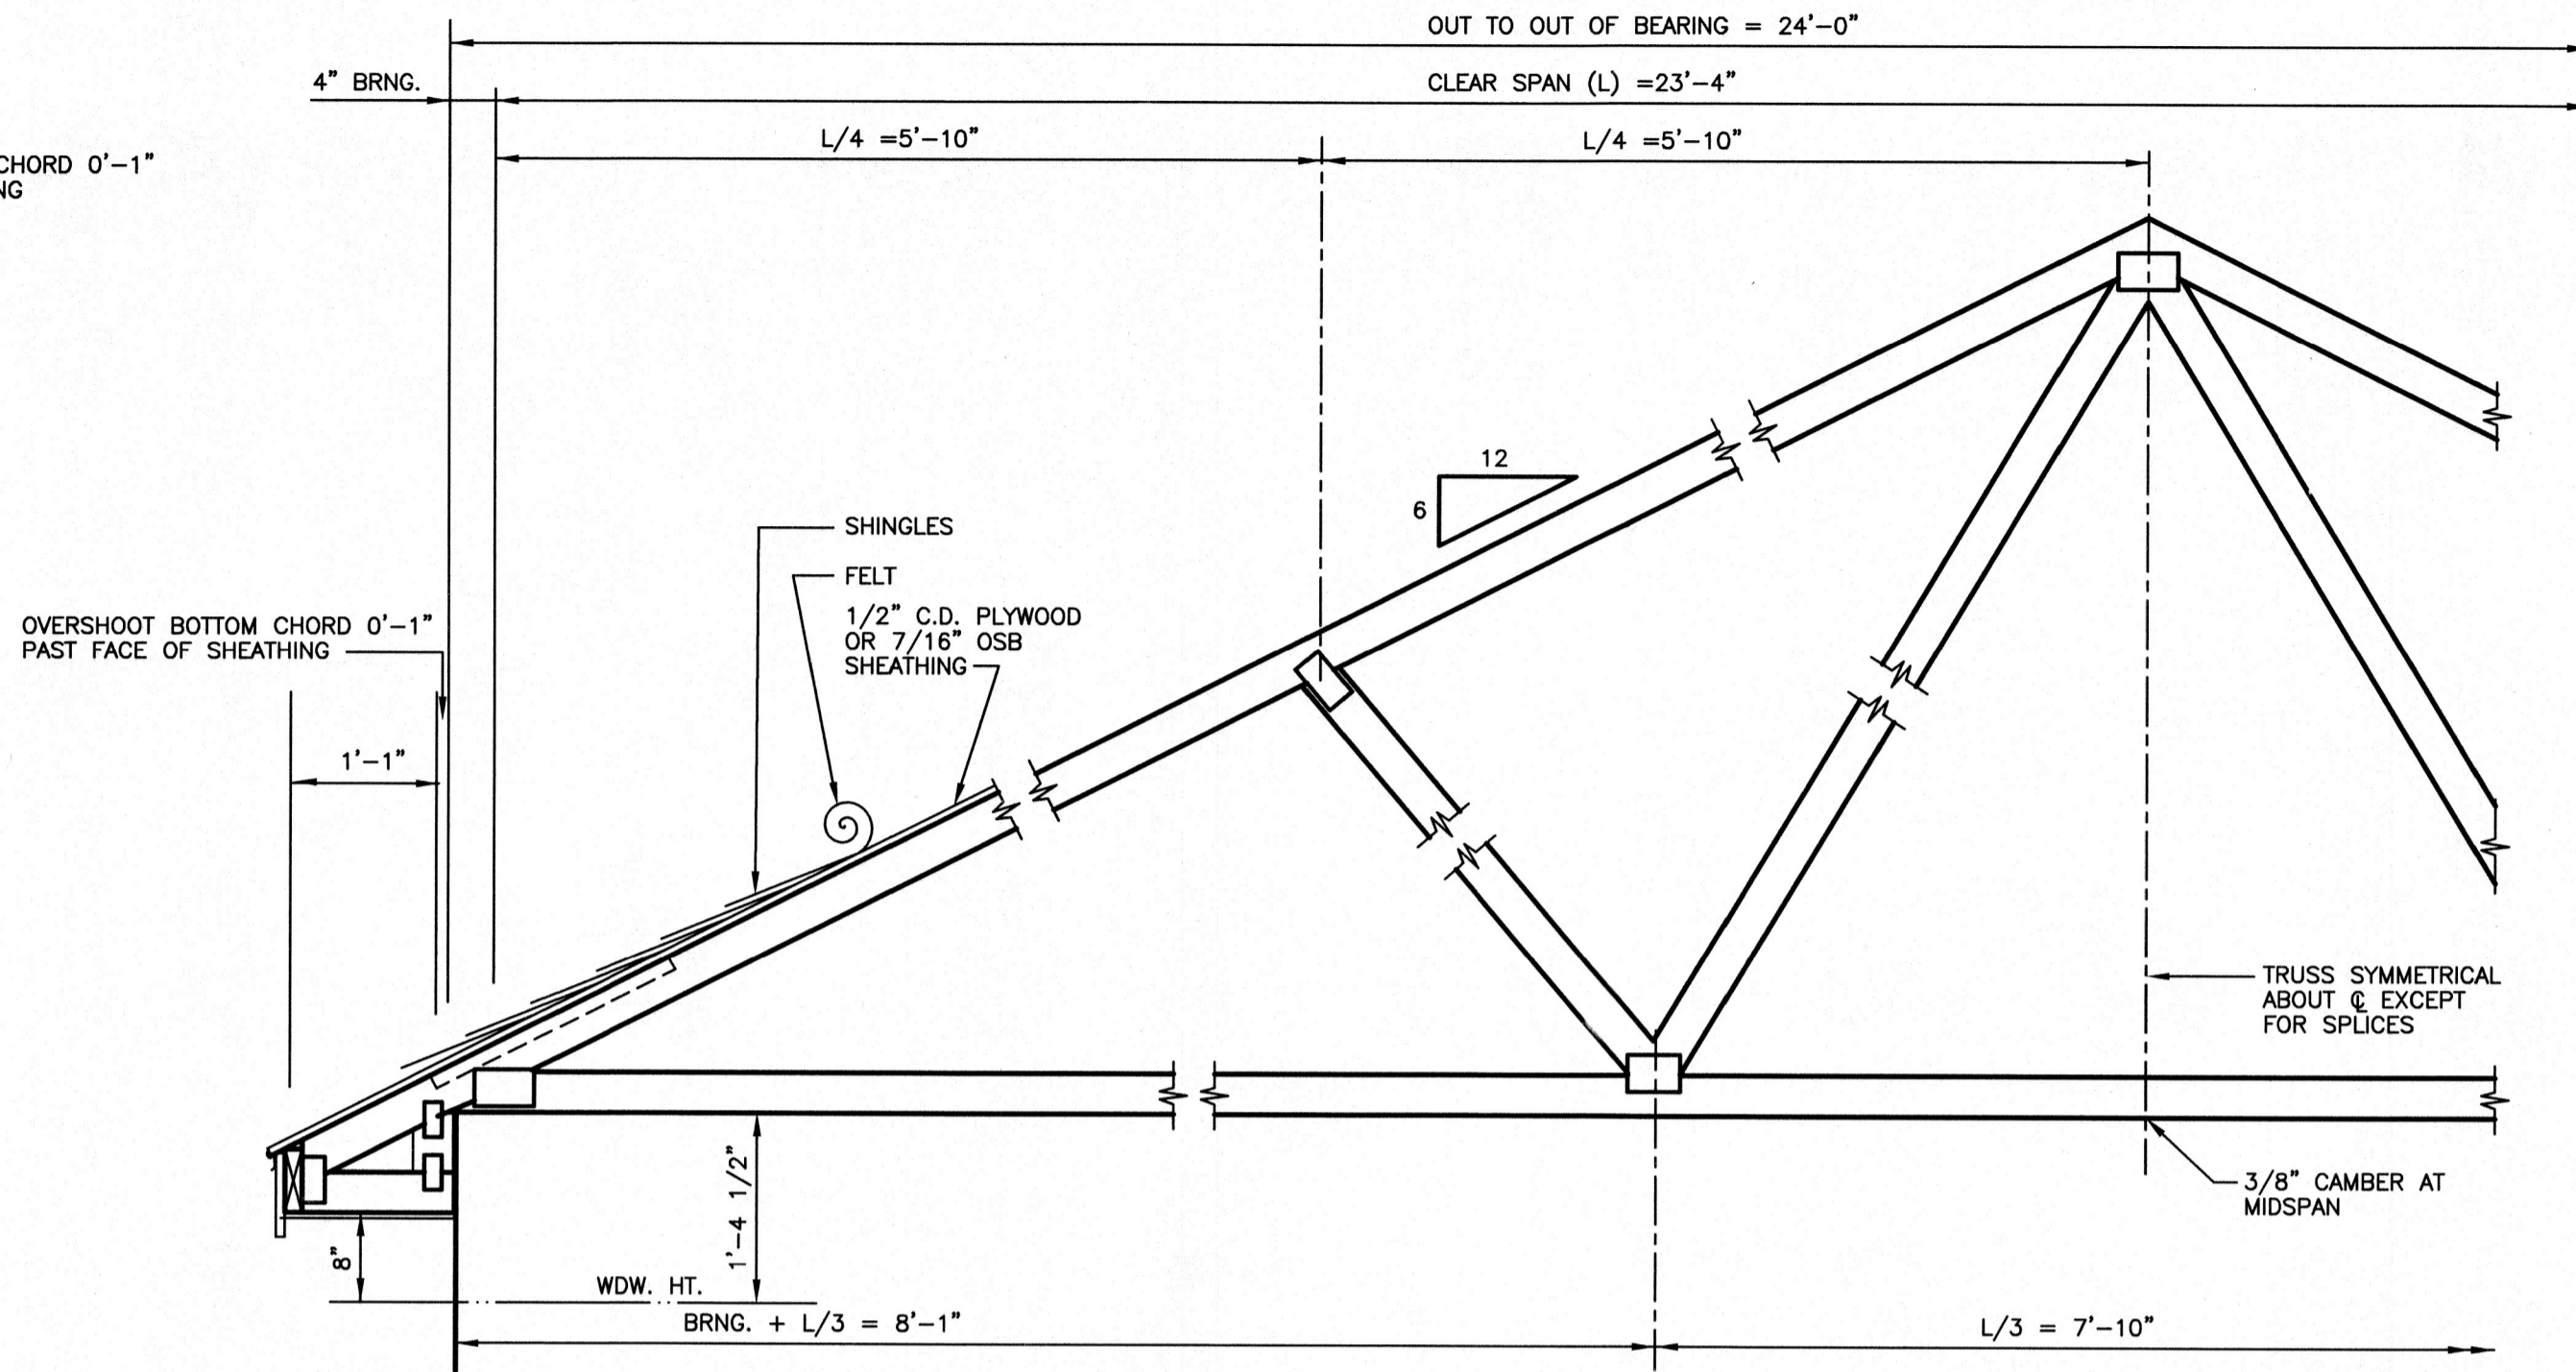 OUT TO OUT OF BEARING = 24'-0"
4" BRNG.
CLEAR SPAN (L) =23'-4"
L/4 =5'-10"
L/4 =5'-10"
CHORD 0'-1"
NG
12
6
SHINGLES
FELT
1/2" C.D. PLYWOOD
OR 7/16" OSB
SHEATHING
OVERSHOOT BOTTOM CHORD 0'-1"
PAST FACE OF SHEATHING
1'-1"
TRUSS SYMMETRICAL
ABOUT ℄ EXCEPT
FOR SPLICES
1'-4 1/2"
8"
3/8" CAMBER AT
MIDSPAN
WDW. HT.
BRNG. + L/3 = 8'-1"
L/3 = 7'-10"